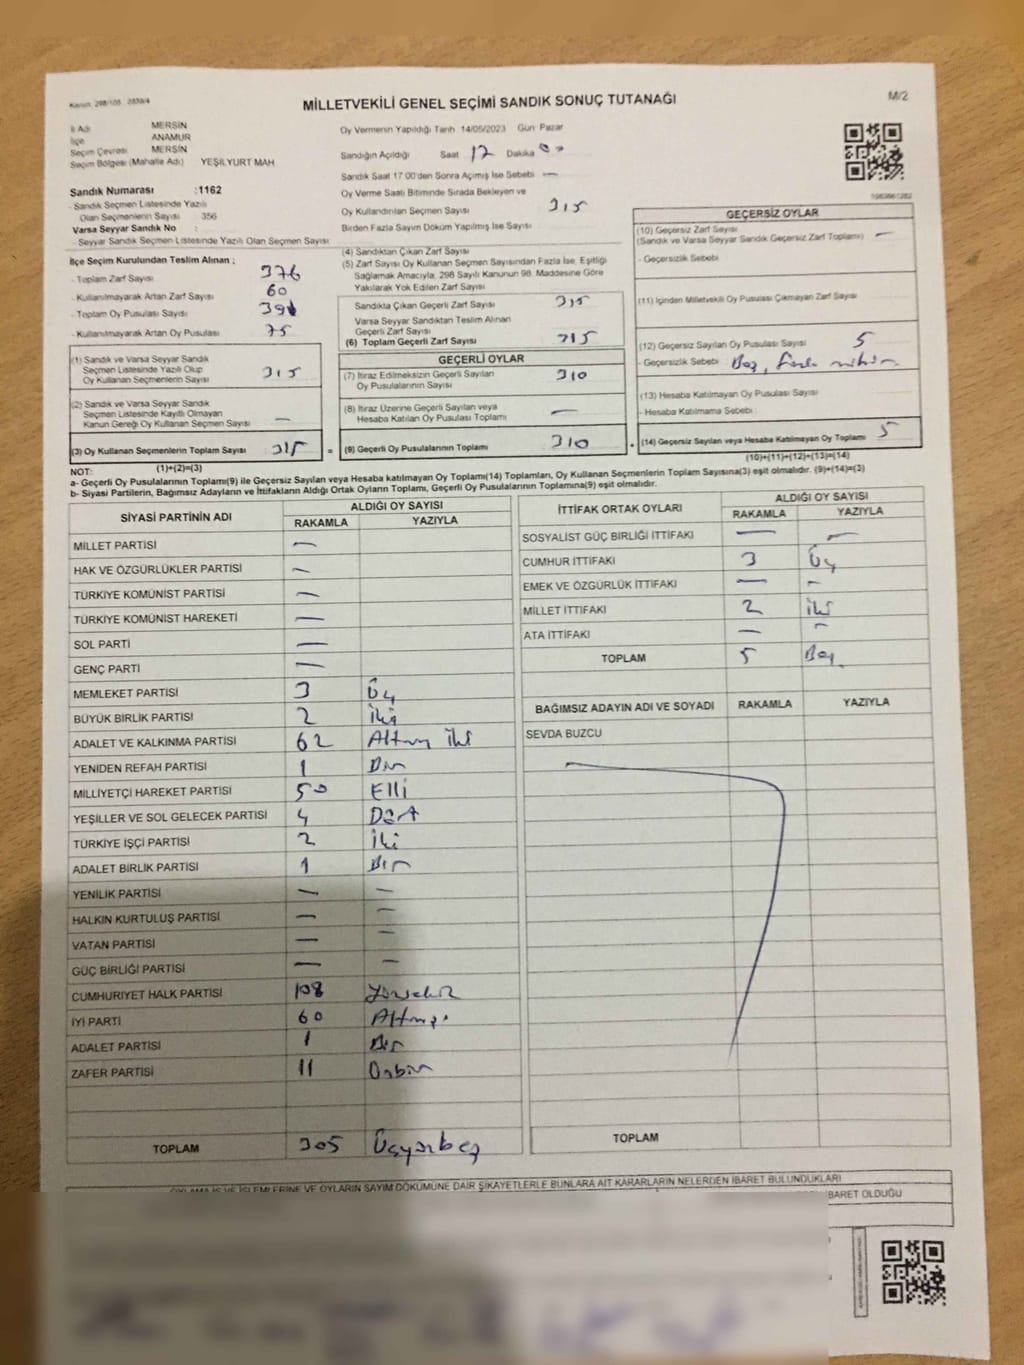 Kanun: 298/105 2839/4
MİLLETVEKİLİ GENEL SEÇİMİ SANDIK SONUÇ TUTANAĞI
M/2
İl Adı MERSİN
İlçe ANAMUR
Seçim Çevresi MERSİN
Seçim Bölgesi (Mahalle Adı) YEŞİLYURT MAH
Sandık Numarası :1162
- Sandık Seçmen Listesinde Yazılı
Olan Seçmenlerin Sayısı 356
Varsa Seyyar Sandık No :
- Seyyar Sandık Seçmen Listesinde Yazılı Olan Seçmen Sayısı
İlçe Seçim Kurulundan Teslim Alınan ;
- Toplam Zarf Sayısı 376
- Kullanılmayarak Artan Zarf Sayısı 60
- Toplam Oy Pusulası Sayısı
- Kullanılmayarak Artan Oy Pusulası 75
(1) Sandık ve Varsa Seyyar Sandık
Seçmen Listesinde Yazılı Olup
Oy Kullanan Seçmenlerin Sayısı 315
(2) Sandık ve Varsa Seyyar Sandık
Seçmen Listesinde Kayıtlı Olmayan
Kanun Gereği Oy Kullanan Seçmen Sayısı —
(3) Oy Kullanan Seçmenlerin Toplam Sayısı 315 =
(1)+(2)=(3)
Oy Vermenin Yapıldığı Tarih 14/05/2023 Gün Pazar
Sandığın Açıldığı Saat 17 Dakika 00
Sandık Saat 17.00'den Sonra Açılmış İse Sebebi —
Oy Verme Saati Bitiminde Sırada Bekleyen ve
Oy Kullandırılan Seçmen Sayısı 315
Birden Fazla Sayım Döküm Yapılmış İse Sayısı
(4) Sandıktan Çıkan Zarf Sayısı
(5) Zarf Sayısı Oy Kullanan Seçmen Sayısından Fazla İse, Eşitliği
Sağlamak Amacıyla, 298 Sayılı Kanunun 98. Maddesine Göre
Yakılarak Yok Edilen Zarf Sayısı
Sandıkta Çıkan Geçerli Zarf Sayısı 315
Varsa Seyyar Sandıktan Teslim Alınan
Geçerli Zarf Sayısı
(6) Toplam Geçerli Zarf Sayısı 315
GEÇERLİ OYLAR
(7) İtiraz Edilmeksizin Geçerli Sayılan
Oy Pusulalarının Sayısı 310
(8) İtiraz Üzerine Geçerli Sayılan veya
Hesaba Katılan Oy Pusulası Toplamı —
(9) Geçerli Oy Pusulalarının Toplamı 310 +
GEÇERSİZ OYLAR
(10) Geçersiz Zarf Sayısı
(Sandık ve Varsa Seyyar Sandık Geçersiz Zarf Toplamı) —
- Geçersizlik Sebebi
(11) İçinden Milletvekili Oy Pusulası Çıkmayan Zarf Sayısı
(12) Geçersiz Sayılan Oy Pusulası Sayısı 5
- Geçersizlik Sebebi Boş, fazla mühür
(13) Hesaba Katılmayan Oy Pusulası Sayısı
- Hesaba Katılmama Sebebi
(14) Geçersiz Sayılan veya Hesaba Katılmayan Oy Toplamı 5
(10)+(11)+(12)+(13)=(14)
NOT:
a- Geçerli Oy Pusulalarının Toplamı(9) ile Geçersiz Sayılan veya Hesaba katılmayan Oy Toplamı(14) Toplamları, Oy Kullanan Seçmenlerin Toplam Sayısına(3) eşit olmalıdır. (9)+(14)=(3)
b- Siyasi Partilerin, Bağımsız Adayların ve İttifakların Aldığı Ortak Oyların Toplamı, Geçerli Oy Pusulalarının Toplamına(9) eşit olmalıdır.
SİYASİ PARTİNİN ADI ALDIĞI OY SAYISI
RAKAMLA YAZIYLA
MİLLET PARTİSİ —
HAK VE ÖZGÜRLÜKLER PARTİSİ —
TÜRKİYE KOMÜNİST PARTİSİ —
TÜRKİYE KOMÜNİST HAREKETİ —
SOL PARTİ —
GENÇ PARTİ —
MEMLEKET PARTİSİ 3 Üç
BÜYÜK BİRLİK PARTİSİ 2 İki
ADALET VE KALKINMA PARTİSİ 62 Altmış İki
YENİDEN REFAH PARTİSİ 1 Bir
MİLLİYETÇİ HAREKET PARTİSİ 50 Elli
YEŞİLLER VE SOL GELECEK PARTİSİ 4 Dört
TÜRKİYE İŞÇİ PARTİSİ 2 İki
ADALET BİRLİK PARTİSİ 1 Bir
YENİLİK PARTİSİ — —
HALKIN KURTULUŞ PARTİSİ — —
VATAN PARTİSİ — —
GÜÇ BİRLİĞİ PARTİSİ — —
CUMHURİYET HALK PARTİSİ 108 Yüzsekiz
İYİ PARTİ 60 Altmış
ADALET PARTİSİ 1 Bir
ZAFER PARTİSİ 11 Onbir
TOPLAM 305 Üçyüzbeş
İTTİFAK ORTAK OYLARI ALDIĞI OY SAYISI
RAKAMLA YAZIYLA
SOSYALİST GÜÇ BİRLİĞİ İTTİFAKI — —
CUMHUR İTTİFAKI 3 Üç
EMEK VE ÖZGÜRLÜK İTTİFAKI — —
MİLLET İTTİFAKI 2 İki
ATA İTTİFAKI — —
TOPLAM 5 Beş
BAĞIMSIZ ADAYIN ADI VE SOYADI RAKAMLA YAZIYLA
SEVDA BUZCU
TOPLAM
İŞLEMLERİNE VE OYLARIN SAYIM DÖKÜMÜNE DAİR ŞİKAYETLERLE BUNLARA AİT KARARLARIN NELERDEN İBARET BULUNDUKLARI
İBARET OLDUĞU